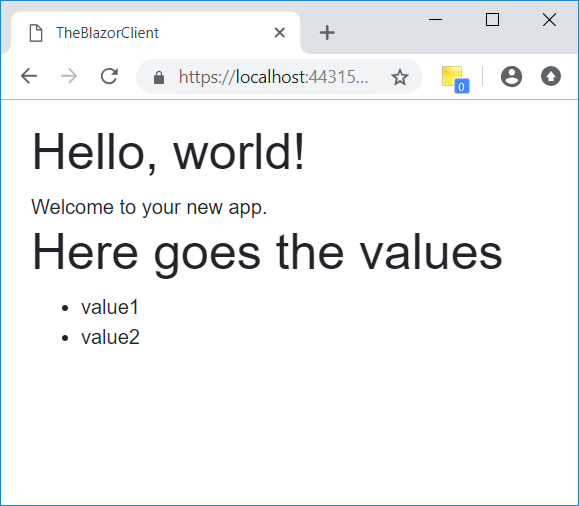 TheBlazorClient
https://localhost:44315...
0
Hello, world!
Welcome to your new app.
Here goes the values
value1
value2